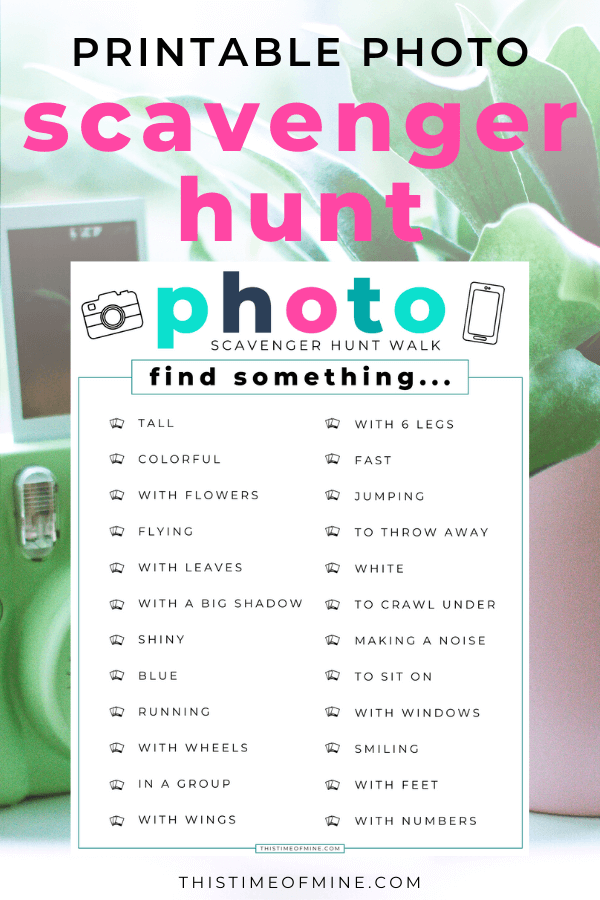 PRINTABLE PHOTO
scavenger
hunt
photo
SCAVENGER HUNT WALK
find something...
TALL
COLORFUL
WITH FLOWERS
FLYING
WITH LEAVES
WITH A BIG SHADOW
SHINY
BLUE
RUNNING
WITH WHEELS
IN A GROUP
WITH WINGS
WITH 6 LEGS
FAST
JUMPING
TO THROW AWAY
WHITE
TO CRAWL UNDER
MAKING A NOISE
TO SIT ON
WITH WINDOWS
SMILING
WITH FEET
WITH NUMBERS
THISTIMEOFMINE.COM
THISTIMEOFMINE.COM